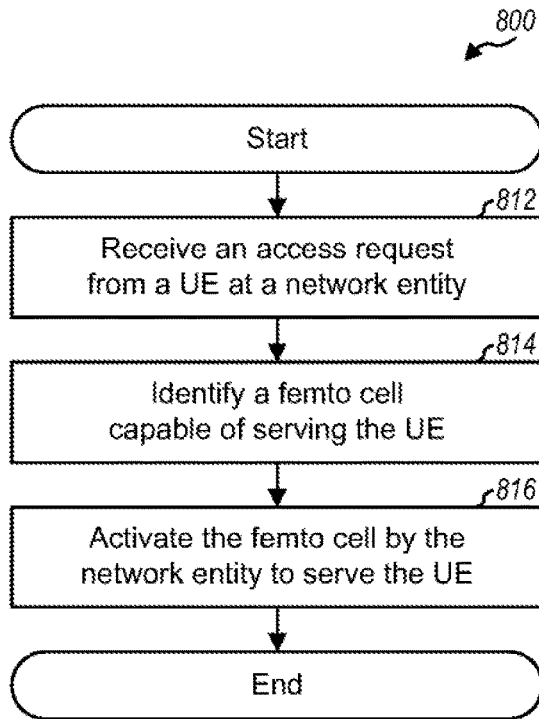 800
Start
812
Receive an access request
from a UE at a network entity
814
Identify a femto cell
capable of serving the UE
816
Activate the femto cell by the
network entity to serve the UE
End